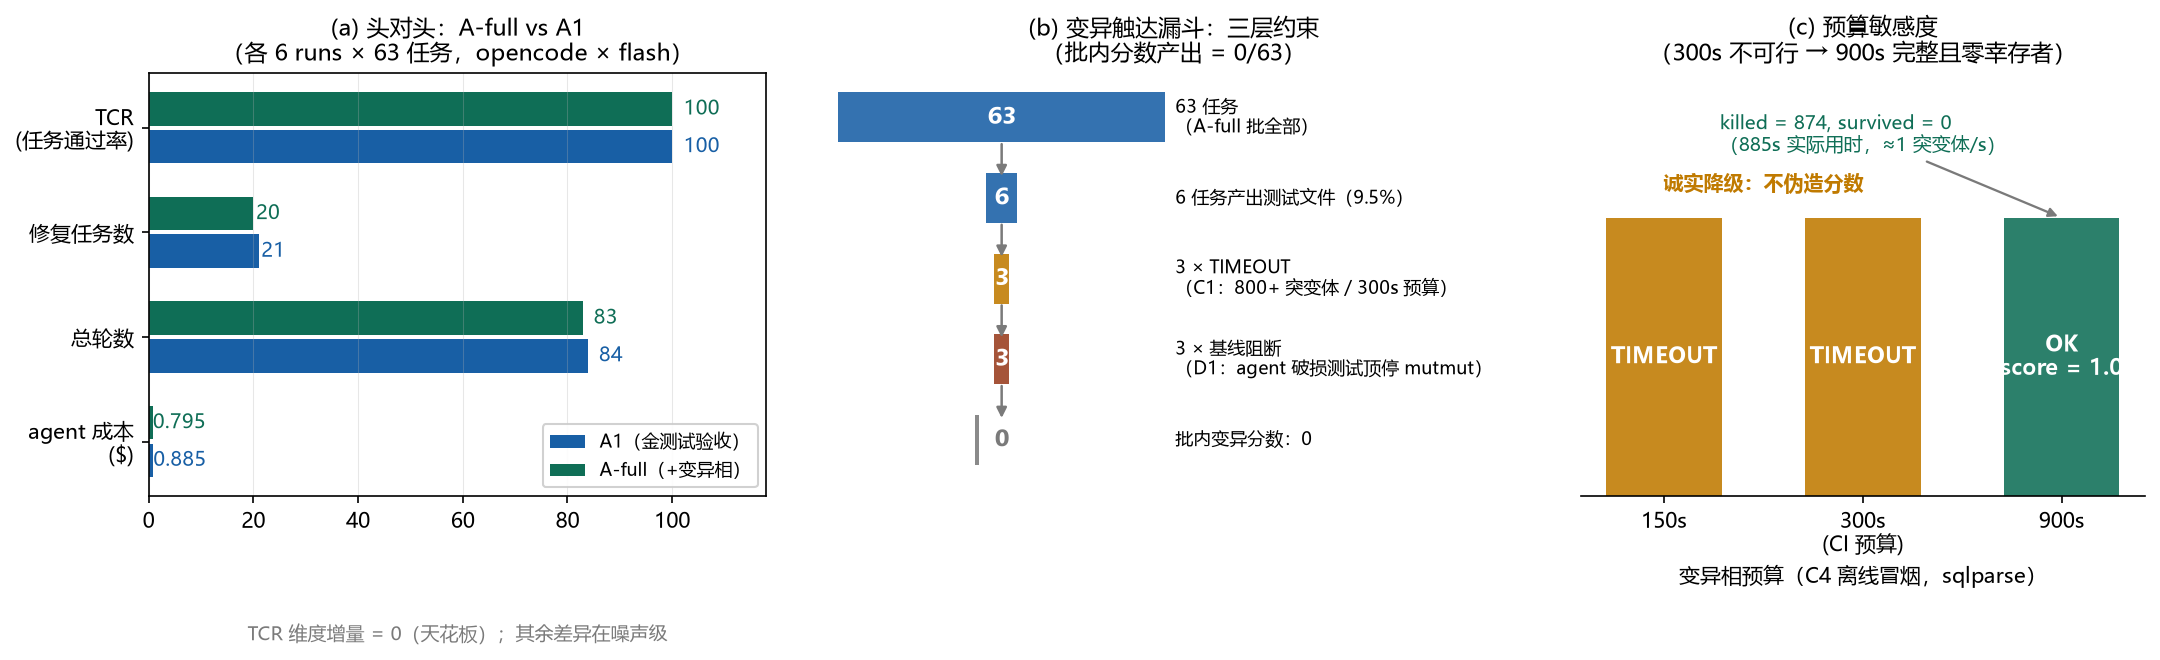 (a) 头对头：A-full vs A1
（各 6 runs × 63 任务，opencode × flash）
TCR
(任务通过率)
100
100
修复任务数
20
21
总轮数
83
84
agent 成本
($)
0.795
0.885
A1（金测试验收）
A-full（+变异相）
0
20
40
60
80
100
TCR 维度增量 = 0（天花板）；其余差异在噪声级
(b) 变异触达漏斗：三层约束
（批内分数产出 = 0/63）
63
63 任务
（A-full 批全部）
6
6 任务产出测试文件（9.5%）
3
3 × TIMEOUT
（C1：800+ 突变体 / 300s 预算）
3
3 × 基线阻断
（D1：agent 破损测试顶停 mutmut）
0
批内变异分数：0
(c) 预算敏感度
（300s 不可行 → 900s 完整且零幸存者）
killed = 874, survived = 0
（885s 实际用时，≈1 突变体/s）
诚实降级：不伪造分数
TIMEOUT
TIMEOUT
OK
score = 1.0
150s
300s
(CI 预算)
900s
变异相预算（C4 离线冒烟，sqlparse）